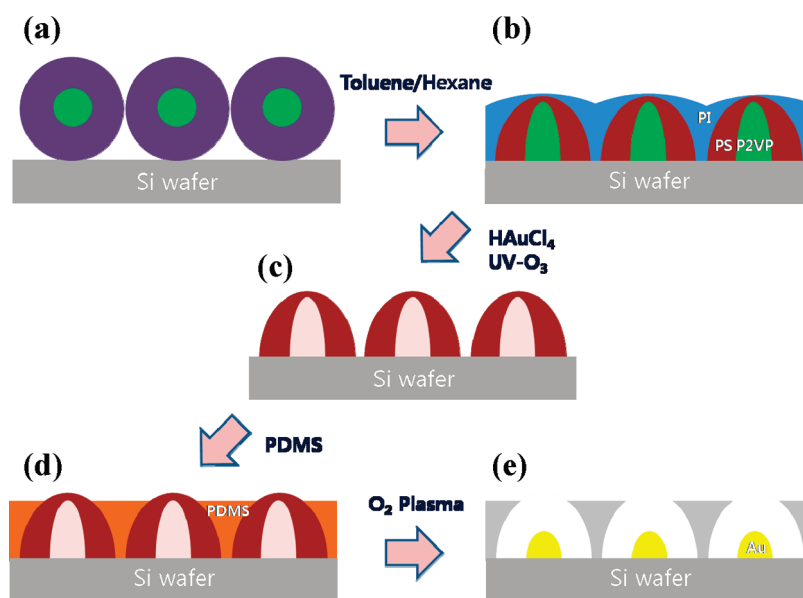 (a)
Toluene/Hexane
(b)
PI
PS P2VP
Si wafer
Si wafer
HAuCl₄
UV-O₃
(c)
Si wafer
PDMS
(d)
PDMS
O₂ Plasma
(e)
Au
Si wafer
Si wafer